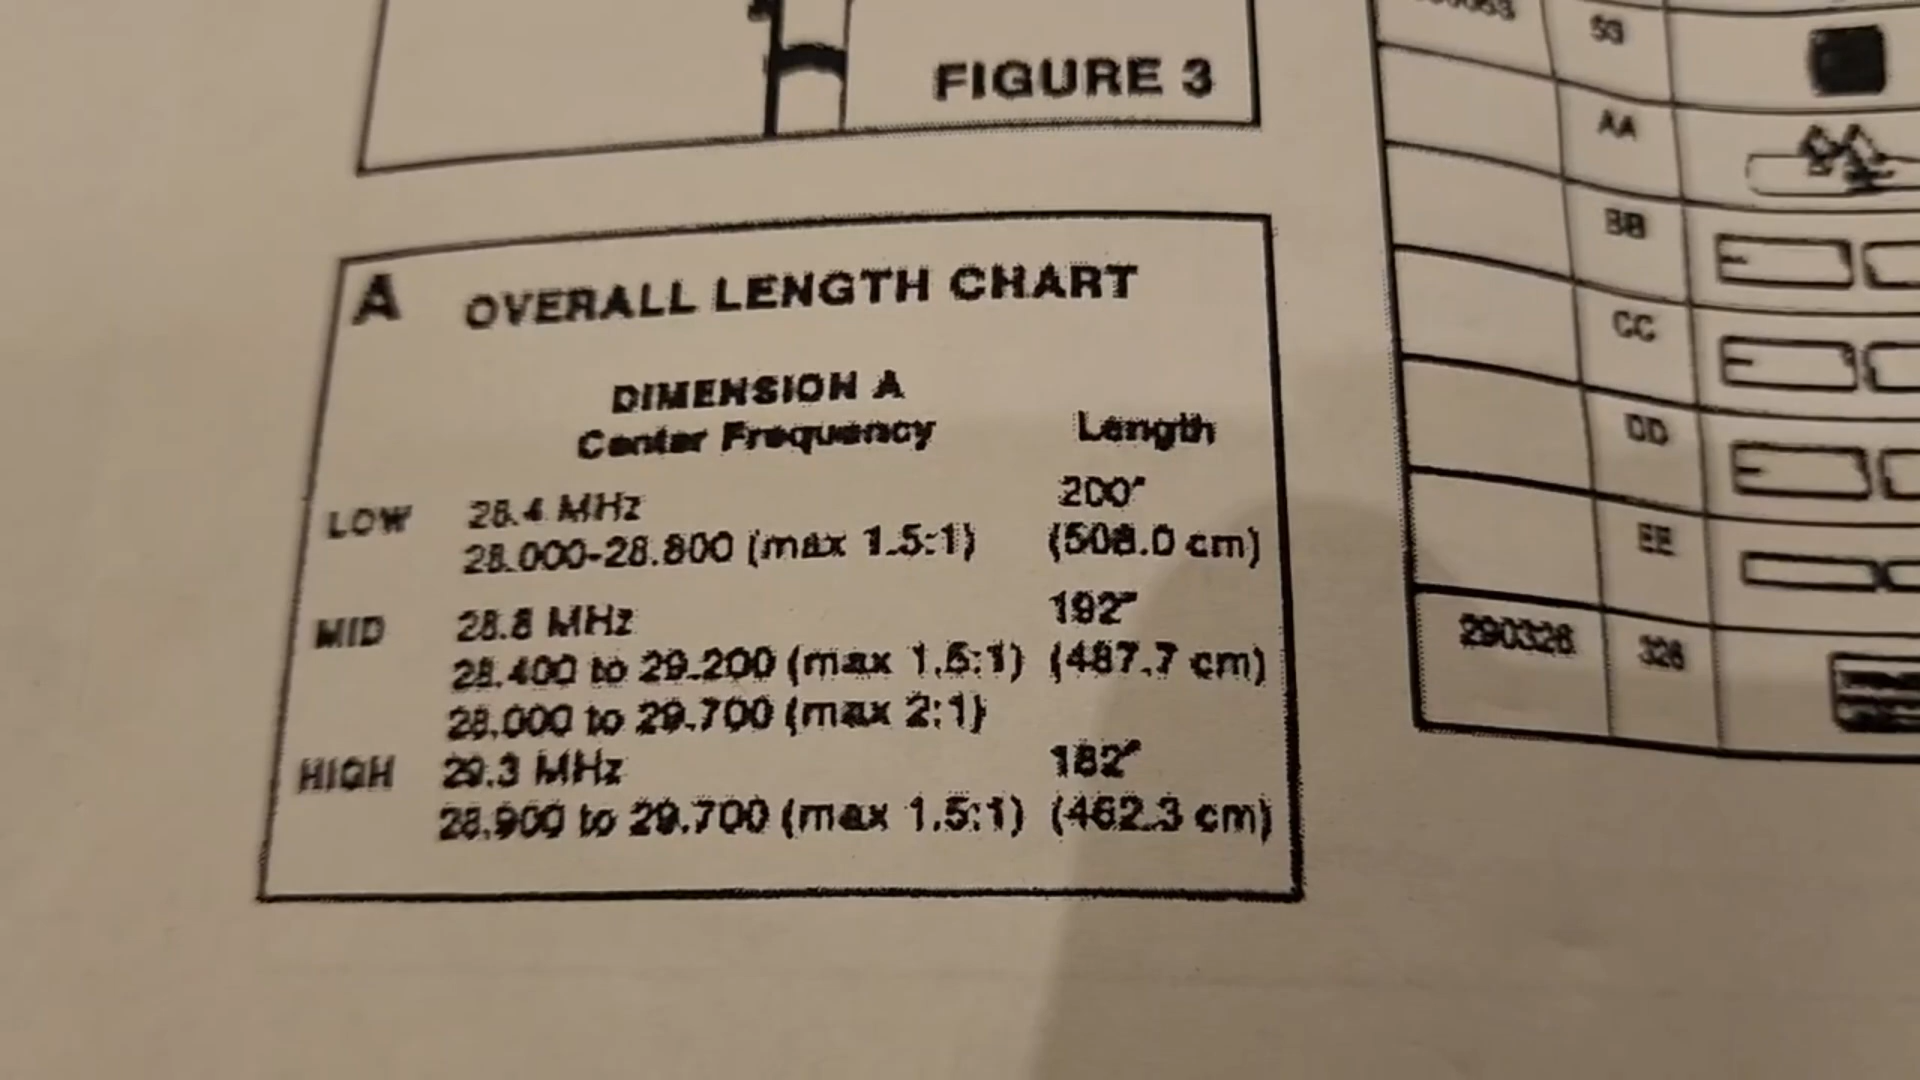 FIGURE 3
A OVERALL LENGTH CHART
DIMENSION A
Center Frequency Length
LOW 28.4 MHz 200"
28.000-28.800 (max 1.5:1) (508.0 cm)
MID 28.8 MHz 192"
28.400 to 29.200 (max 1.5:1) (487.7 cm)
28.000 to 29.700 (max 2:1)
HIGH 29.3 MHz 182"
28.900 to 29.700 (max 1.5:1) (462.3 cm)
53
AA
BB
CC
DD
EE
290326 326